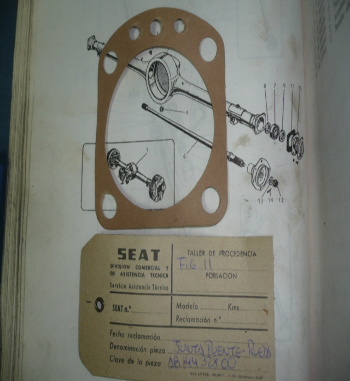 SEAT
DIVISION COMERCIAL Y
DE ASISTENCIA TECNICA
Servicio Asistencia Técnica
TALLER DE PROCEDENCIA
FIG 11
POBLACION
SEAT n.º
Modelo Kms
Reclamación n.º
Fecha reclamación
Denominación pieza JUNTA PUENTE-RUEDA
Clave de la pieza